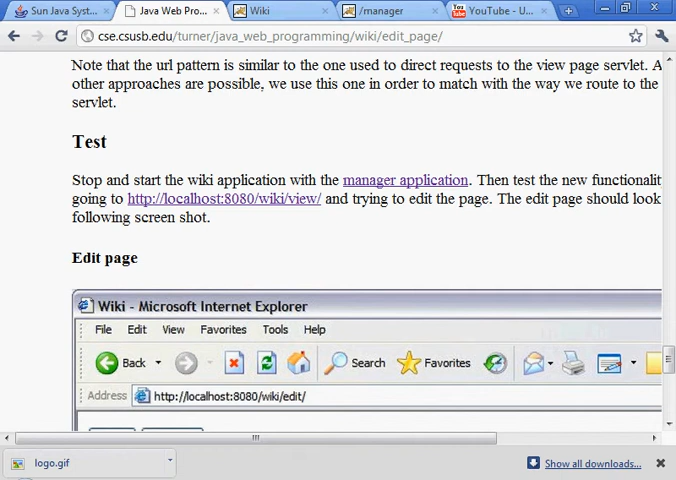 Sun Java Syst...
Java Web Pro...
Wiki
/manager
YouTube - U...
cse.csusb.edu/turner/java_web_programming/wiki/edit_page/
Note that the url pattern is similar to the one used to direct requests to the view page servlet. A
other approaches are possible, we use this one in order to match with the way we route to the
servlet.
Test
Stop and start the wiki application with the manager application. Then test the new functionalit
going to http://localhost:8080/wiki/view/ and trying to edit the page. The edit page should look
following screen shot.
Edit page
Wiki - Microsoft Internet Explorer
File Edit View Favorites Tools Help
Back Search Favorites
Address http://localhost:8080/wiki/edit/
logo.gif
Show all downloads...